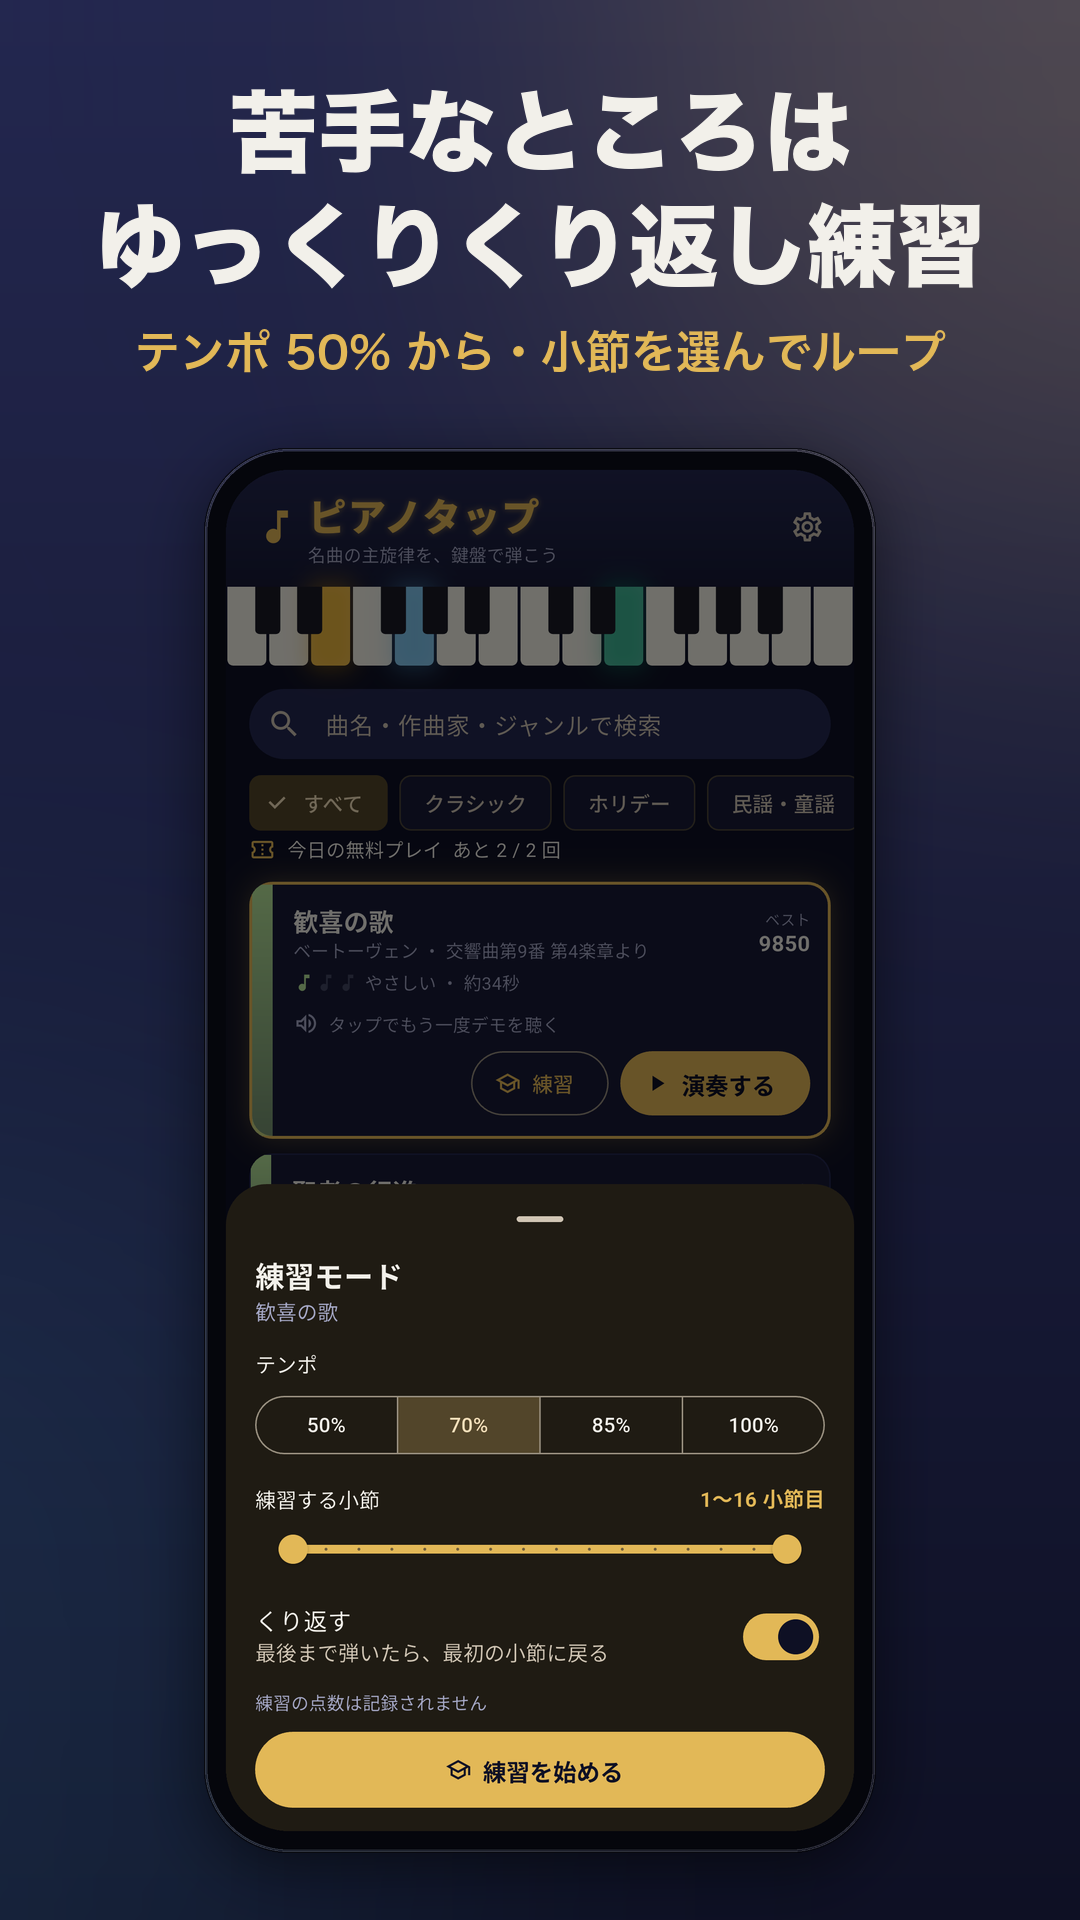 苦手なところは
ゆっくりくり返し練習
テンポ 50% から・小節を選んでループ
ピアノタップ
名曲の主旋律を、鍵盤で弾こう
曲名・作曲家・ジャンルで検索
すべて クラシック ホリデー 民謡・童謡
今日の無料プレイ あと 2 / 2 回
歓喜の歌
ベスト
ベートーヴェン ・ 交響曲第9番 第4楽章より
9850
やさしい ・ 約34秒
タップでもう一度デモを聴く
練習 演奏する
練習モード
歓喜の歌
テンポ
50% 70% 85% 100%
練習する小節 1〜16 小節目
くり返す
最後まで弾いたら、最初の小節に戻る
練習の点数は記録されません
練習を始める